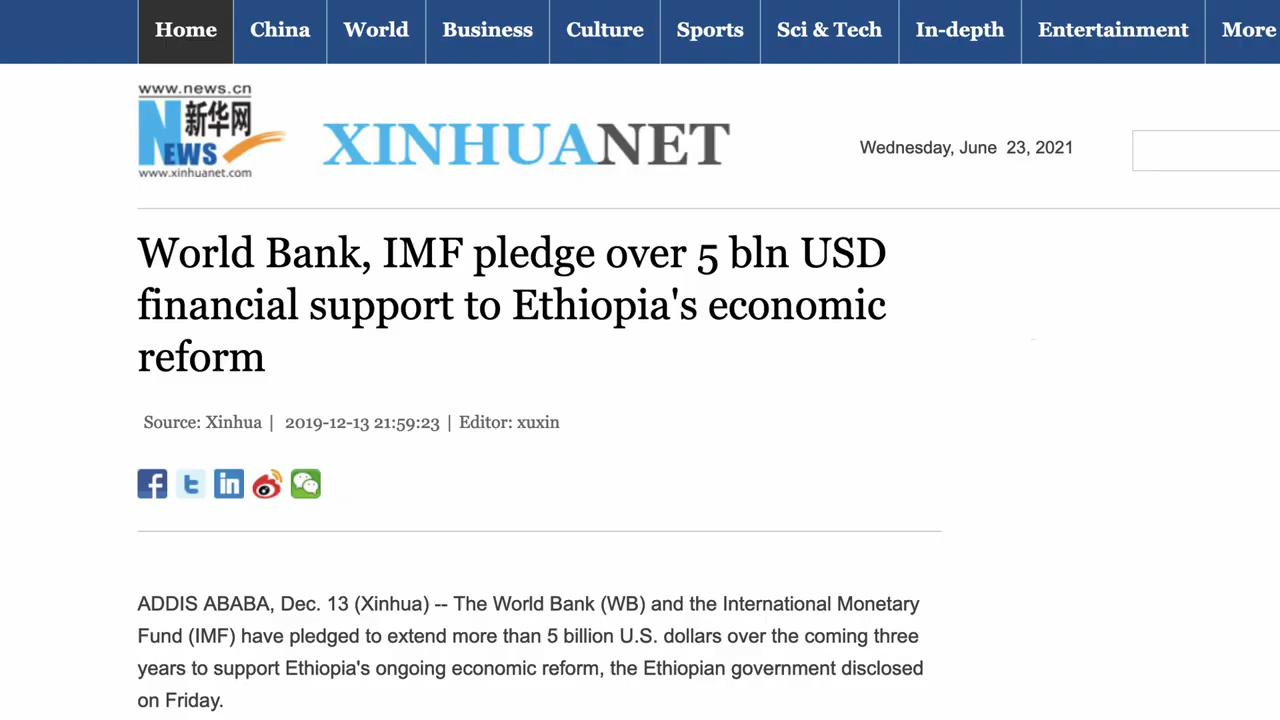 Home China World Business Culture Sports Sci & Tech In-depth Entertainment More
www.news.cn
新华网
NEWS
www.xinhuanet.com
XINHUANET
Wednesday, June 23, 2021
World Bank, IMF pledge over 5 bln USD
financial support to Ethiopia's economic
reform
Source: Xinhua | 2019-12-13 21:59:23 | Editor: xuxin
ADDIS ABABA, Dec. 13 (Xinhua) -- The World Bank (WB) and the International Monetary
Fund (IMF) have pledged to extend more than 5 billion U.S. dollars over the coming three
years to support Ethiopia's ongoing economic reform, the Ethiopian government disclosed
on Friday.